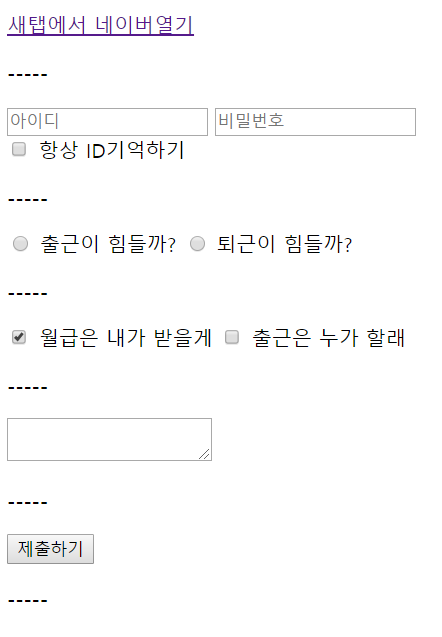 새탭에서 네이버열기
-----
아이디 비밀번호
항상 ID기억하기
-----
출근이 힘들까? 퇴근이 힘들까?
-----
월급은 내가 받을게 출근은 누가 할래
-----
-----
제출하기
-----